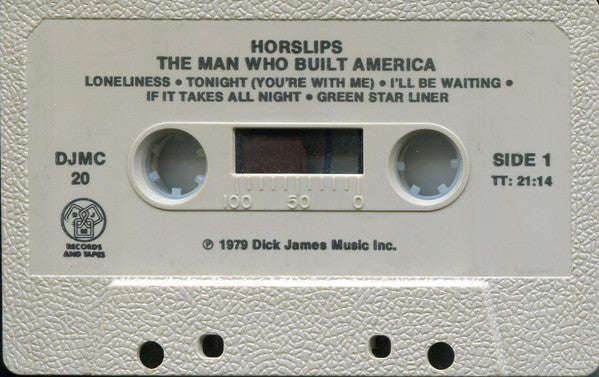 HORSLIPS
THE MAN WHO BUILT AMERICA
LONELINESS • TONIGHT (YOU'RE WITH ME) • I'LL BE WAITING •
IF IT TAKES ALL NIGHT • GREEN STAR LINER
DJMC
20
SIDE 1
TT: 21:14
100 50 0
DJM
RECORDS
AND TAPES
℗ 1979 Dick James Music Inc.